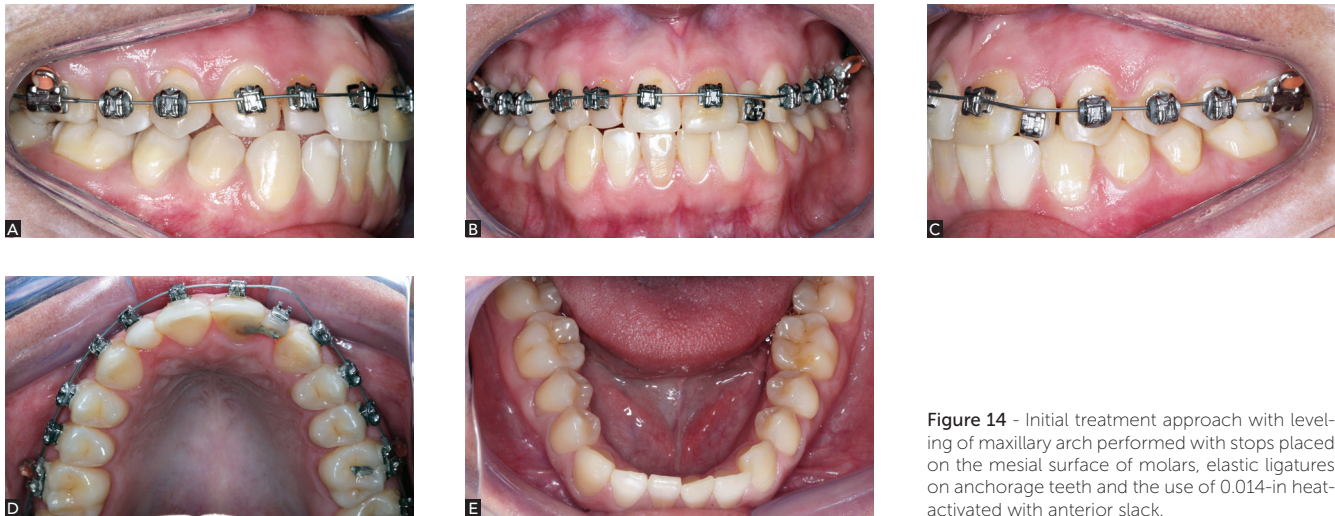 A
B
C
D
E
Figure 14 - Initial treatment approach with level-
ing of maxillary arch performed with stops placed
on the mesial surface of molars, elastic ligatures
on anchorage teeth and the use of 0.014-in heat-
activated with anterior slack.